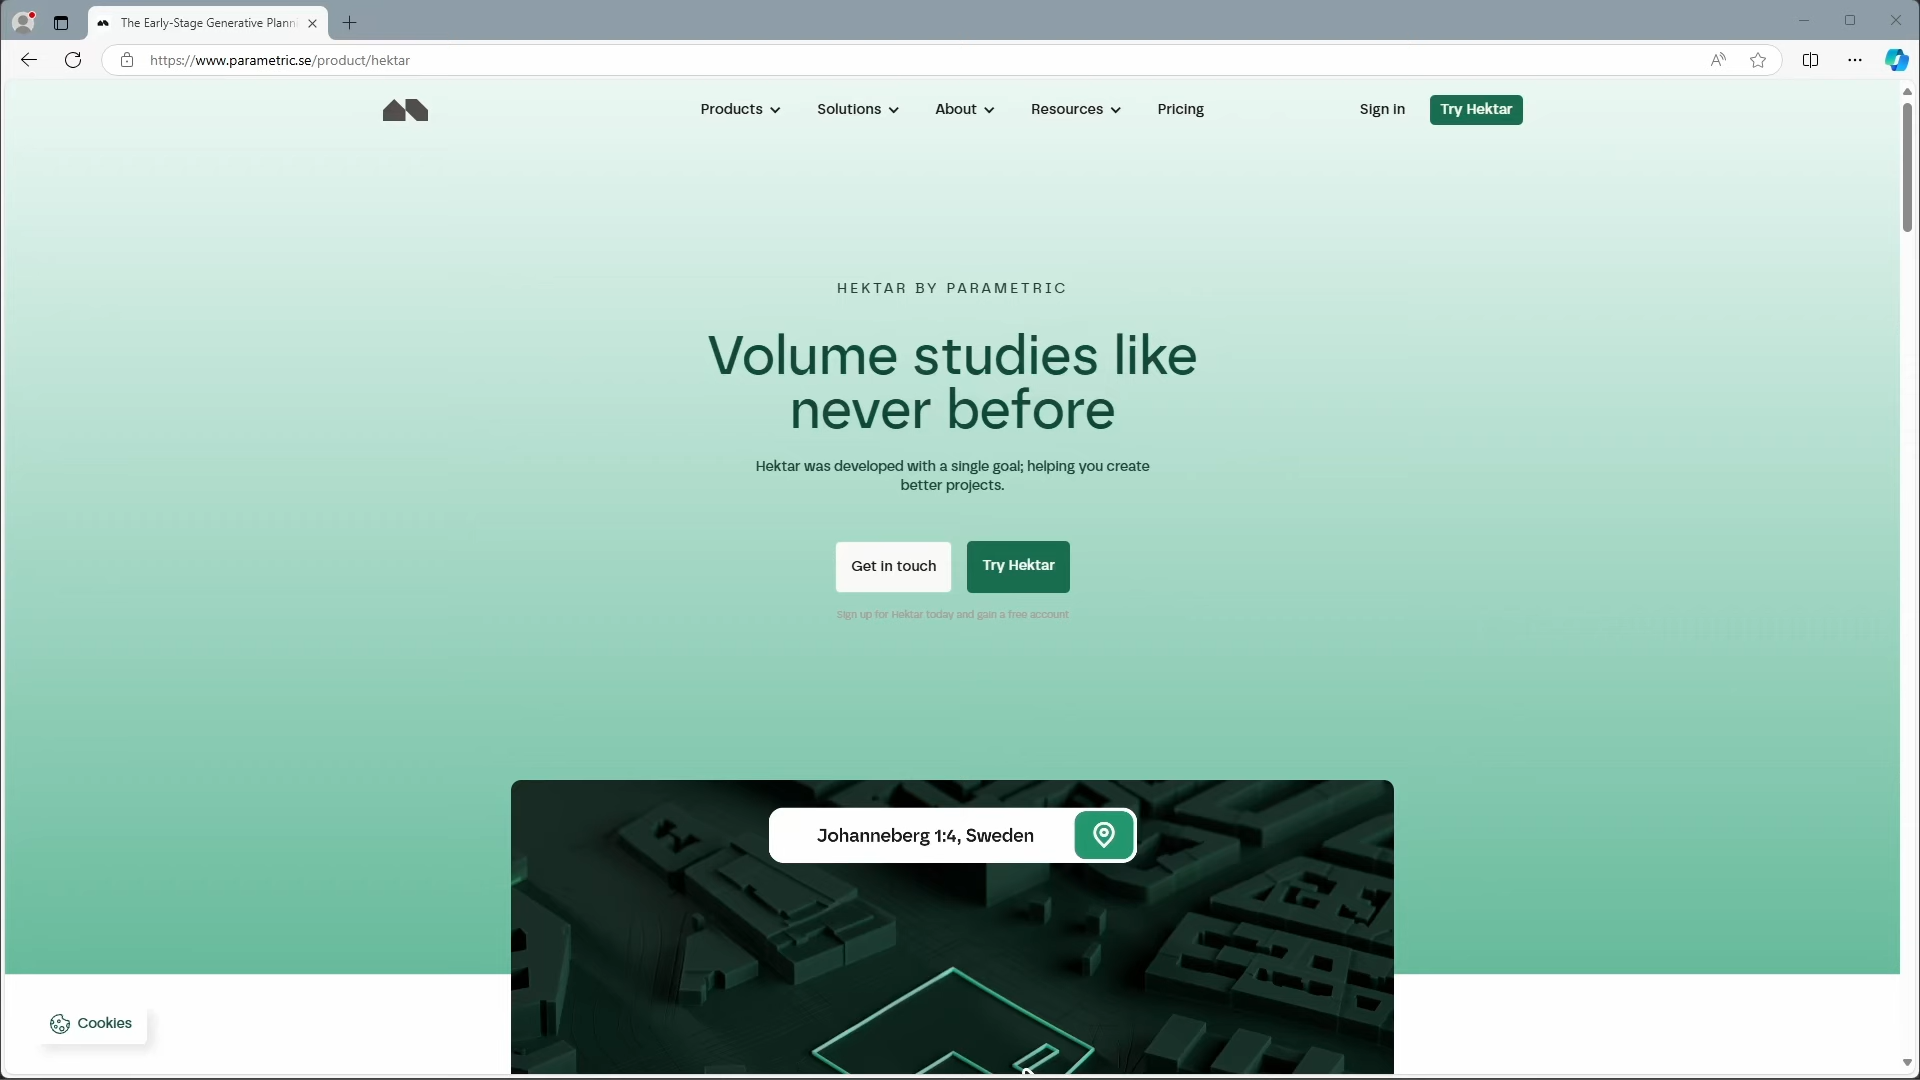 The Early-Stage Generative Planni
https://www.parametric.se/product/hektar
Products
Solutions
About
Resources
Pricing
Sign in
Try Hektar
HEKTAR BY PARAMETRIC
Volume studies like
never before
Hektar was developed with a single goal; helping you create
better projects.
Get in touch
Try Hektar
Sign up for Hektar today and gain a free account
Johanneberg 1:4, Sweden
Cookies